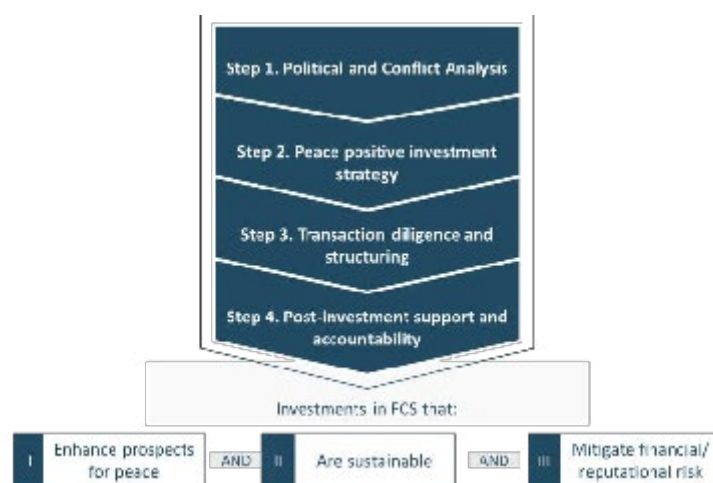 Step 1. Political and Conflict Analysis
Step 2. Peace positive investment
strategy
Step 3. Transaction diligence and
structuring
Step 4. Post-investment support and
accountability
Investments in FCS that:
I Enhance prospects
for peace
AND
II Are sustainable
AND
III Mitigate financial/
reputational risk